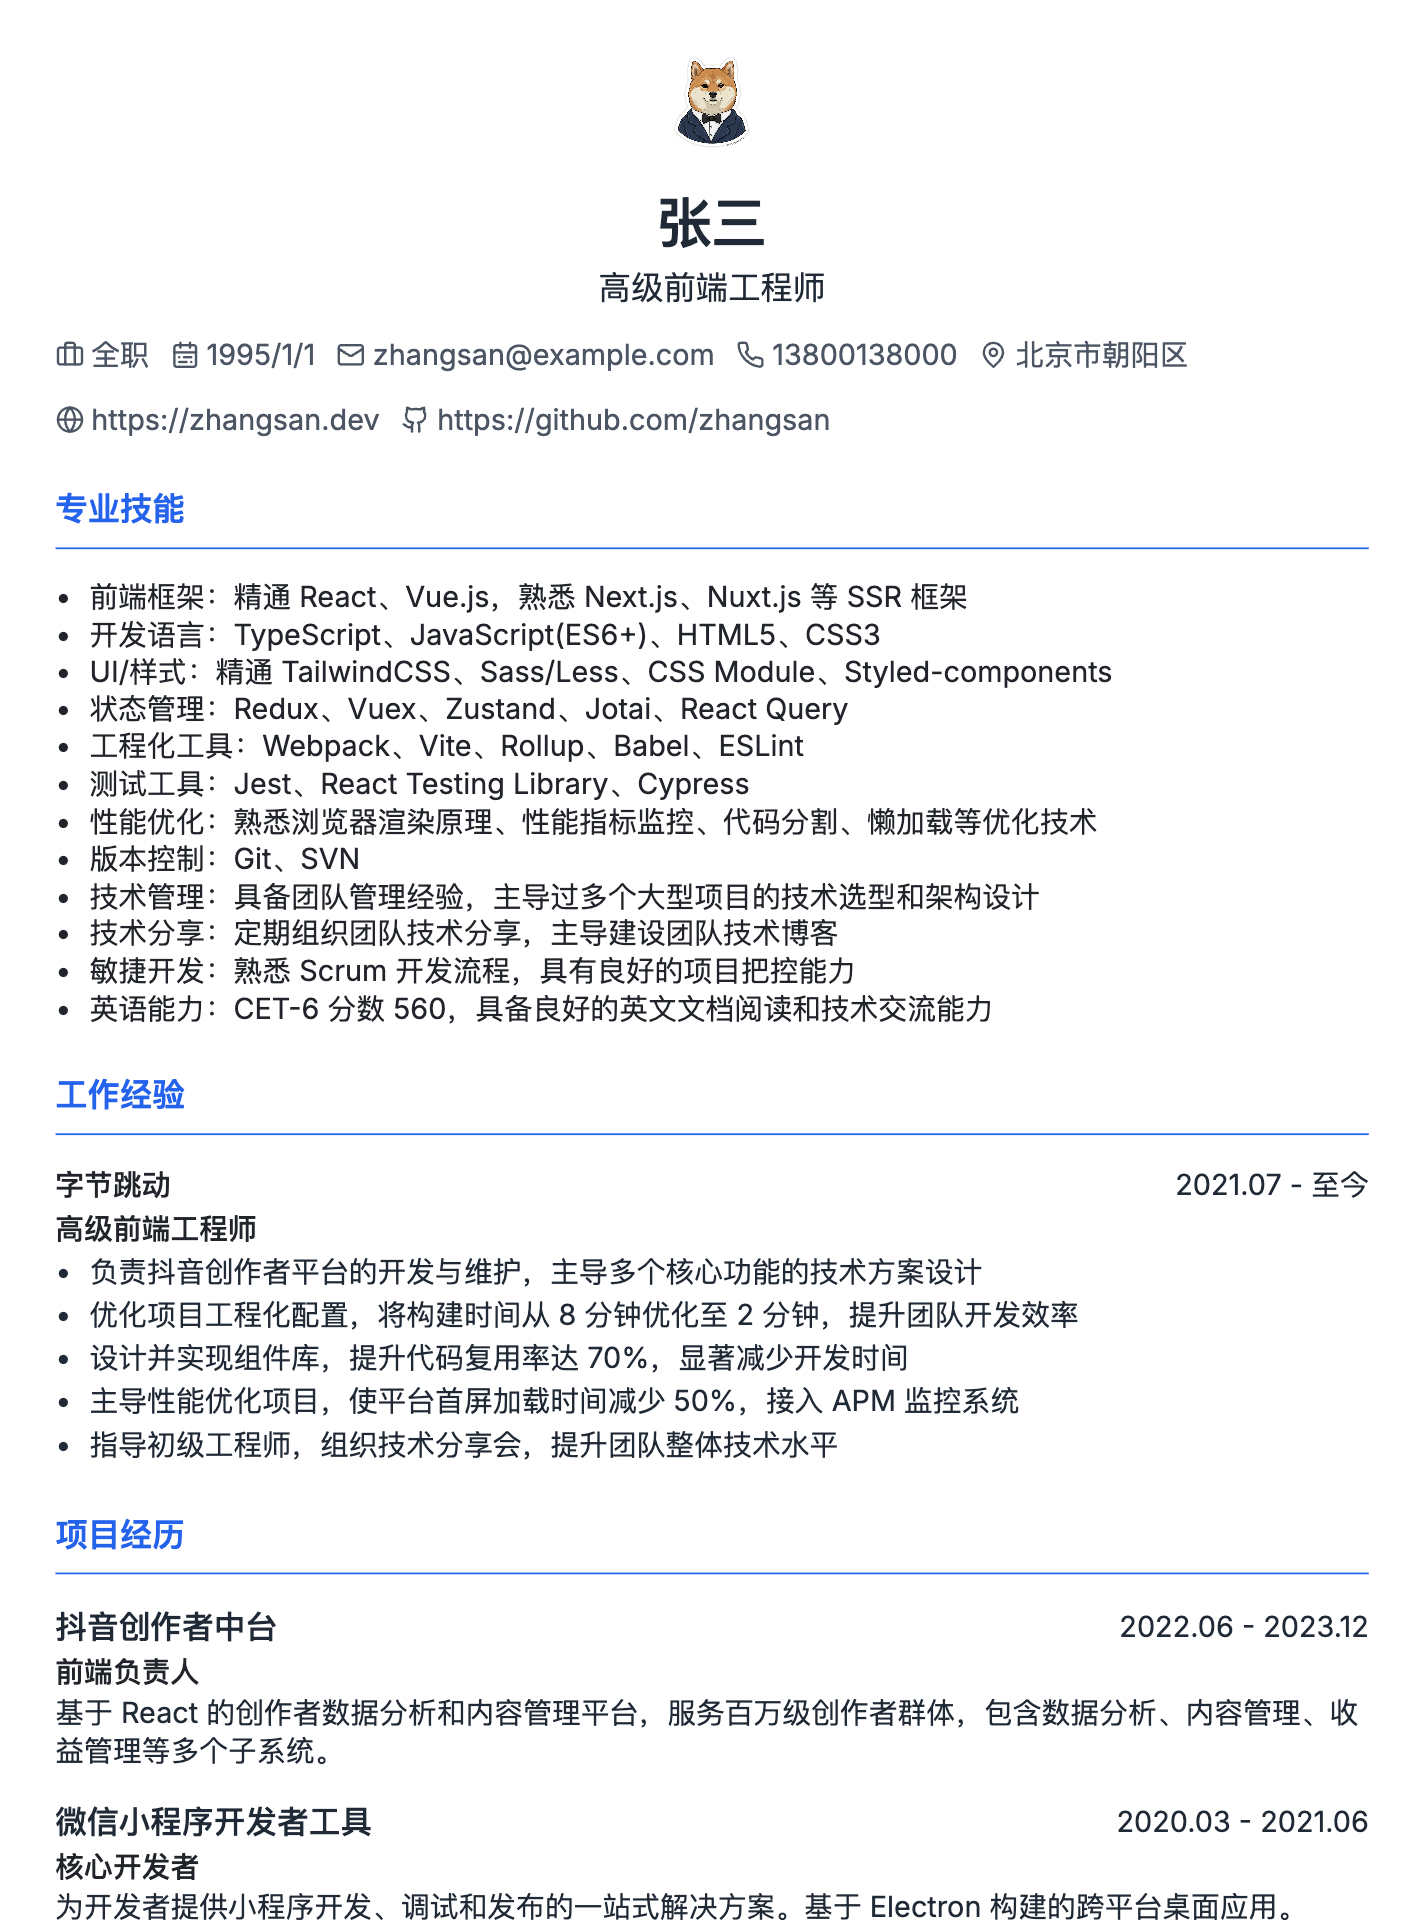 张三
高级前端工程师
全职 1995/1/1 zhangsan@example.com 13800138000 北京市朝阳区
https://zhangsan.dev https://github.com/zhangsan
专业技能
• 前端框架：精通 React、Vue.js，熟悉 Next.js、Nuxt.js 等 SSR 框架
• 开发语言：TypeScript、JavaScript(ES6+)、HTML5、CSS3
• UI/样式：精通 TailwindCSS、Sass/Less、CSS Module、Styled-components
• 状态管理：Redux、Vuex、Zustand、Jotai、React Query
• 工程化工具：Webpack、Vite、Rollup、Babel、ESLint
• 测试工具：Jest、React Testing Library、Cypress
• 性能优化：熟悉浏览器渲染原理、性能指标监控、代码分割、懒加载等优化技术
• 版本控制：Git、SVN
• 技术管理：具备团队管理经验，主导过多个大型项目的技术选型和架构设计
• 技术分享：定期组织团队技术分享，主导建设团队技术博客
• 敏捷开发：熟悉 Scrum 开发流程，具有良好的项目把控能力
• 英语能力：CET-6 分数 560，具备良好的英文文档阅读和技术交流能力
工作经验
字节跳动 2021.07 - 至今
高级前端工程师
• 负责抖音创作者平台的开发与维护，主导多个核心功能的技术方案设计
• 优化项目工程化配置，将构建时间从 8 分钟优化至 2 分钟，提升团队开发效率
• 设计并实现组件库，提升代码复用率达 70%，显著减少开发时间
• 主导性能优化项目，使平台首屏加载时间减少 50%，接入 APM 监控系统
• 指导初级工程师，组织技术分享会，提升团队整体技术水平
项目经历
抖音创作者中台 2022.06 - 2023.12
前端负责人
基于 React 的创作者数据分析和内容管理平台，服务百万级创作者群体，包含数据分析、内容管理、收
益管理等多个子系统。
微信小程序开发者工具 2020.03 - 2021.06
核心开发者
为开发者提供小程序开发、调试和发布的一站式解决方案。基于 Electron 构建的跨平台桌面应用。